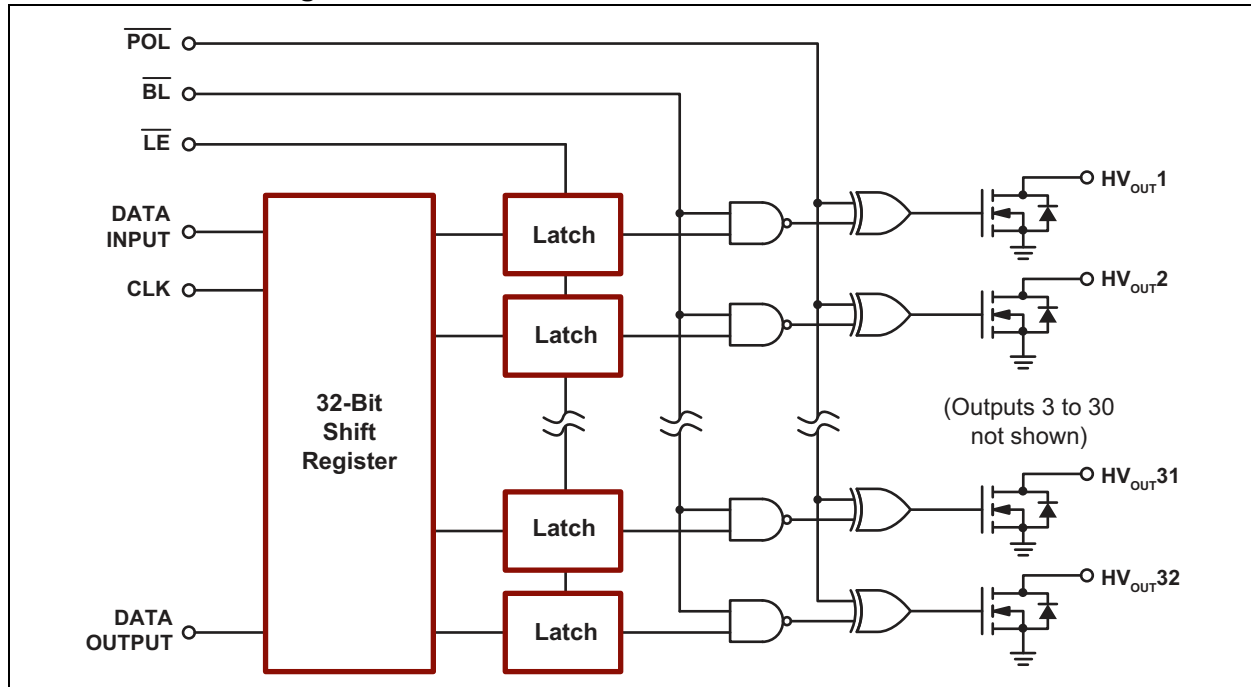 POL
BL
LE
DATA
INPUT
CLK
32-Bit
Shift
Register
DATA
OUTPUT
Latch
Latch
Latch
Latch
HVOUT1
HVOUT2
(Outputs 3 to 30
not shown)
HVOUT31
HVOUT32